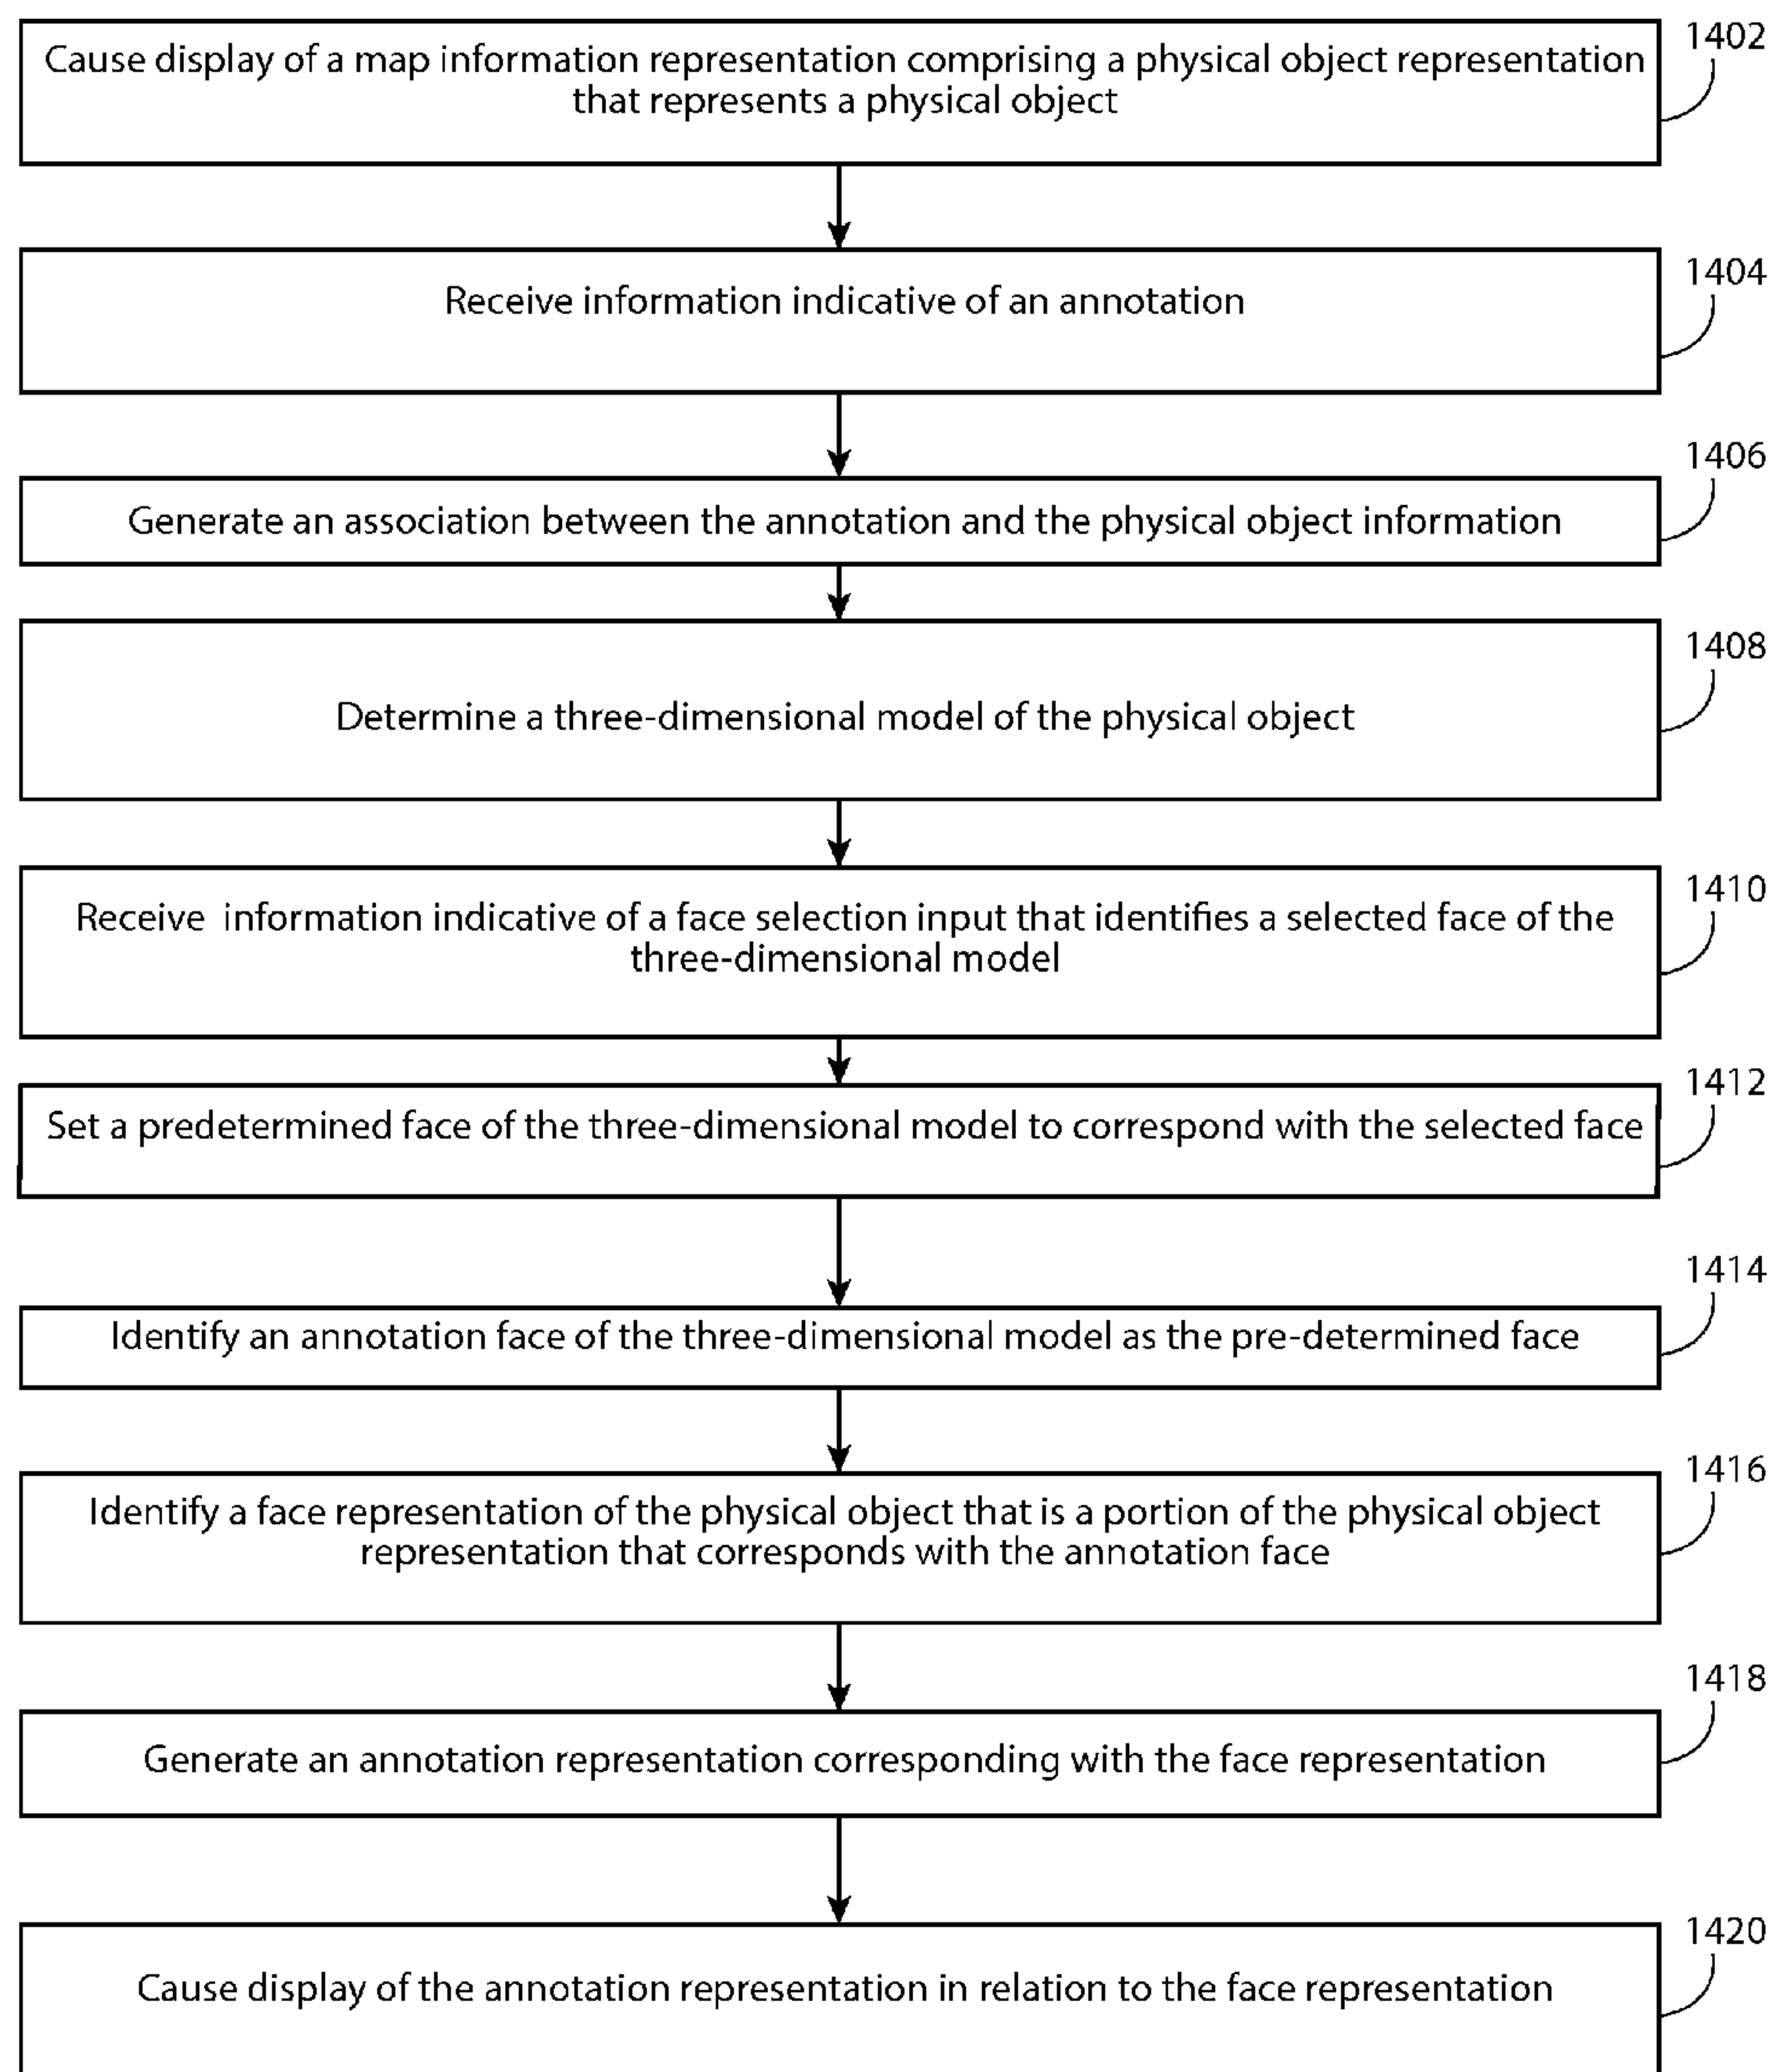 1402
Cause display of a map information representation comprising a physical object representation
that represents a physical object
1404
Receive information indicative of an annotation
1406
Generate an association between the annotation and the physical object information
1408
Determine a three-dimensional model of the physical object
1410
Receive  information indicative of a face selection input that identifies a selected face of the
three-dimensional model
1412
Set a predetermined face of the three-dimensional model to correspond with the selected face
1414
Identify an annotation face of the three-dimensional model as the pre-determined face
1416
Identify a face representation of the physical object that is a portion of the physical object
representation that corresponds with the annotation face
1418
Generate an annotation representation corresponding with the face representation
1420
Cause display of the annotation representation in relation to the face representation